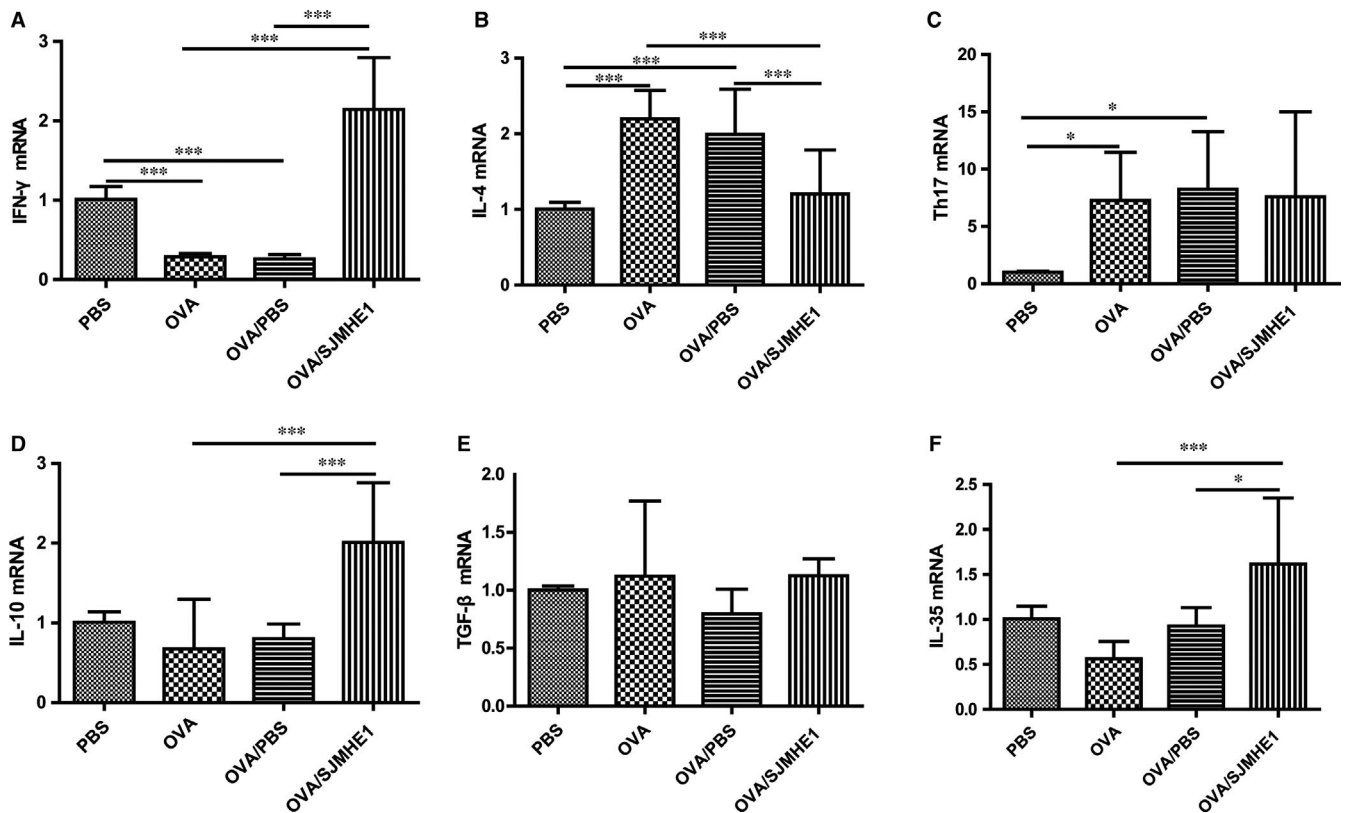 A
***
***
***
***
3
2
1
0
IFN-γ mRNA
PBS
OVA
OVA/PBS
OVA/SJMHE1
B
***
***
***
***
3
2
1
0
IL-4 mRNA
PBS
OVA
OVA/PBS
OVA/SJMHE1
C
*
*
20
15
10
5
0
Th17 mRNA
PBS
OVA
OVA/PBS
OVA/SJMHE1
D
***
***
3
2
1
0
IL-10 mRNA
PBS
OVA
OVA/PBS
OVA/SJMHE1
E
2.0
1.5
1.0
0.5
0.0
TGF-β mRNA
PBS
OVA
OVA/PBS
OVA/SJMHE1
F
***
*
2.5
2.0
1.5
1.0
0.5
0.0
IL-35 mRNA
PBS
OVA
OVA/PBS
OVA/SJMHE1